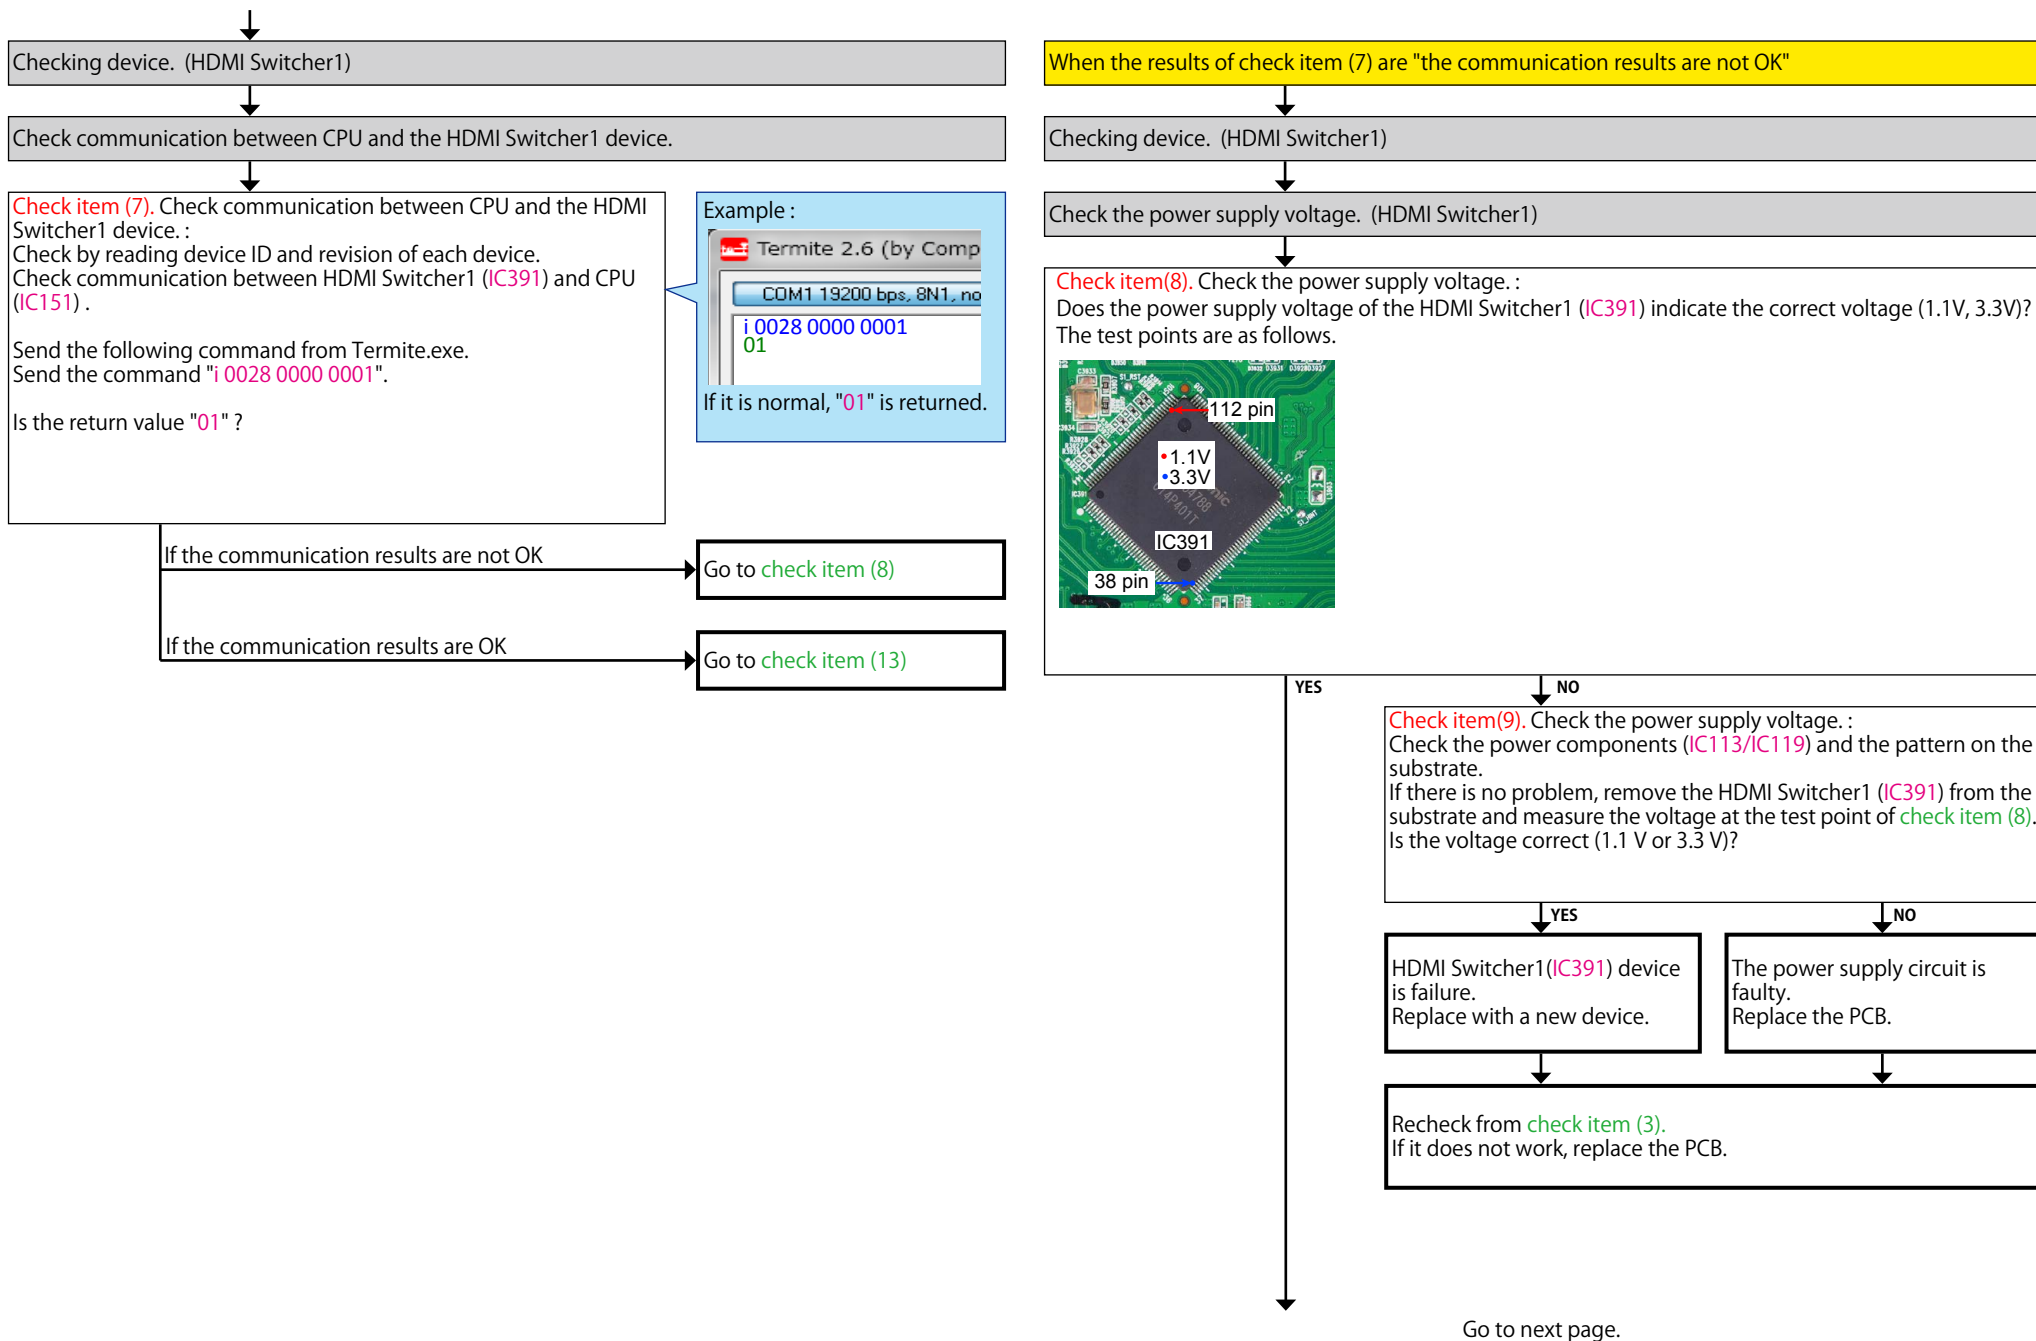 Checking device. (HDMI Switcher1)
Check communication between CPU and the HDMI Switcher1 device.
Check item (7). Check communication between CPU and the HDMI
Switcher1 device. :
Check by reading device ID and revision of each device.
Check communication between HDMI Switcher1 (IC391) and CPU
(IC151) .
Send the following command from Termite.exe.
Send the command "i 0028 0000 0001".
Is the return value "01" ?
Example :
Termite 2.6 (by Comp
COM1 19200 bps, 8N1, no
i 0028 0000 0001
01
If it is normal, "01" is returned.
If the communication results are not OK
Go to check item (8)
If the communication results are OK
Go to check item (13)
When the results of check item (7) are "the communication results are not OK"
Checking device. (HDMI Switcher1)
Check the power supply voltage. (HDMI Switcher1)
Check item(8). Check the power supply voltage. :
Does the power supply voltage of the HDMI Switcher1 (IC391) indicate the correct voltage (1.1V, 3.3V)?
The test points are as follows.
112 pin
•1.1V
•3.3V
IC391
38 pin
YES
NO
Check item(9). Check the power supply voltage. :
Check the power components (IC113/IC119) and the pattern on the
substrate.
If there is no problem, remove the HDMI Switcher1 (IC391) from the
substrate and measure the voltage at the test point of check item (8).
Is the voltage correct (1.1 V or 3.3 V)?
YES
NO
HDMI Switcher1(IC391) device
is failure.
Replace with a new device.
The power supply circuit is
faulty.
Replace the PCB.
Recheck from check item (3).
If it does not work, replace the PCB.
Go to next page.